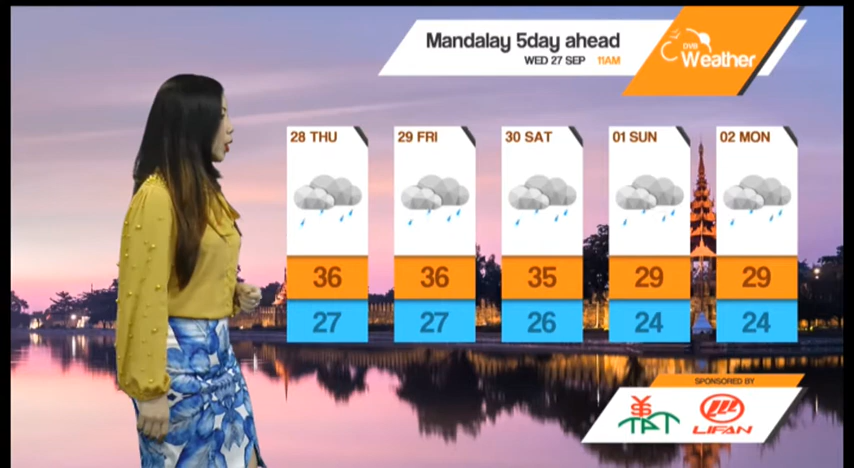 Mandalay 5day ahead
WED 27 SEP 11AM
DVB
Weather
28 THU
29 FRI
30 SAT
01 SUN
02 MON
36
36
35
29
29
27
27
26
24
24
SPONSORED BY
TPT
LIFAN